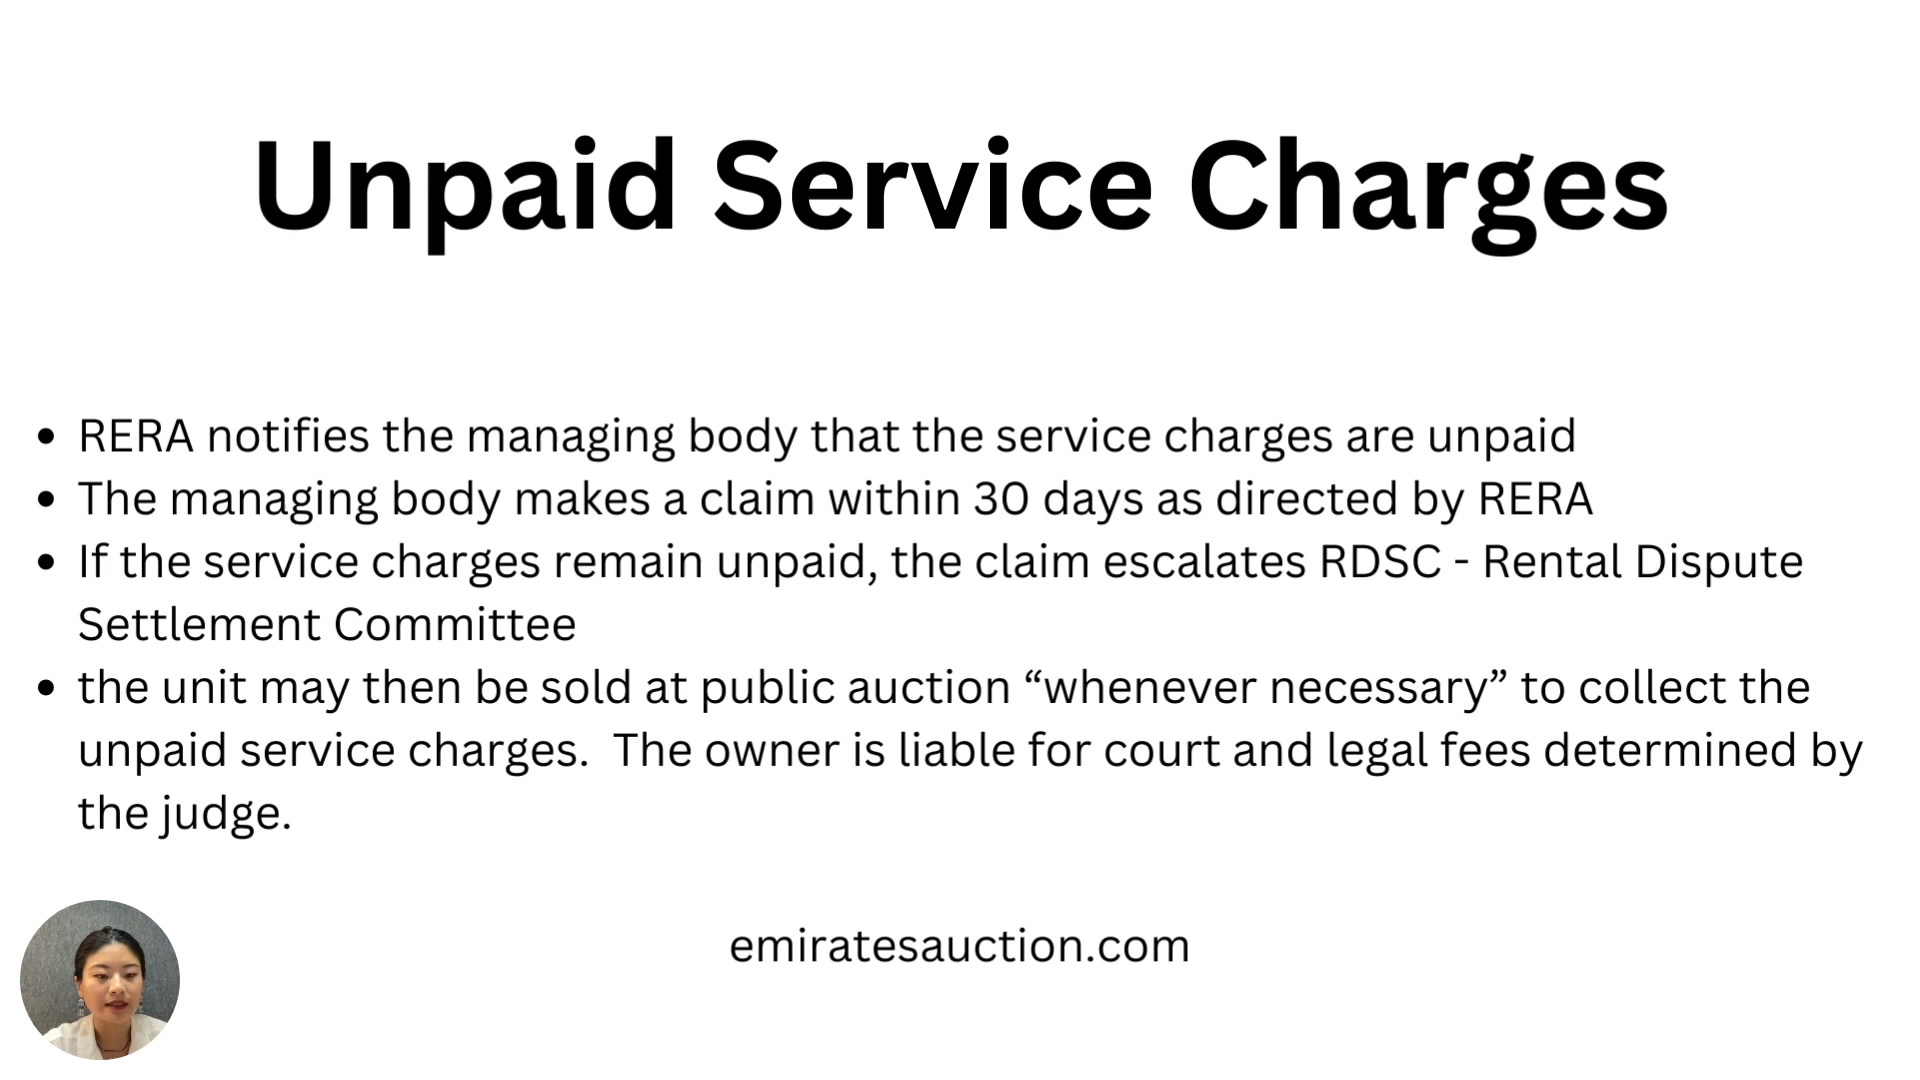 Unpaid Service Charges
• RERA notifies the managing body that the service charges are unpaid
• The managing body makes a claim within 30 days as directed by RERA
• If the service charges remain unpaid, the claim escalates RDSC - Rental Dispute
Settlement Committee
• the unit may then be sold at public auction “whenever necessary” to collect the
unpaid service charges.  The owner is liable for court and legal fees determined by
the judge.
emiratesauction.com